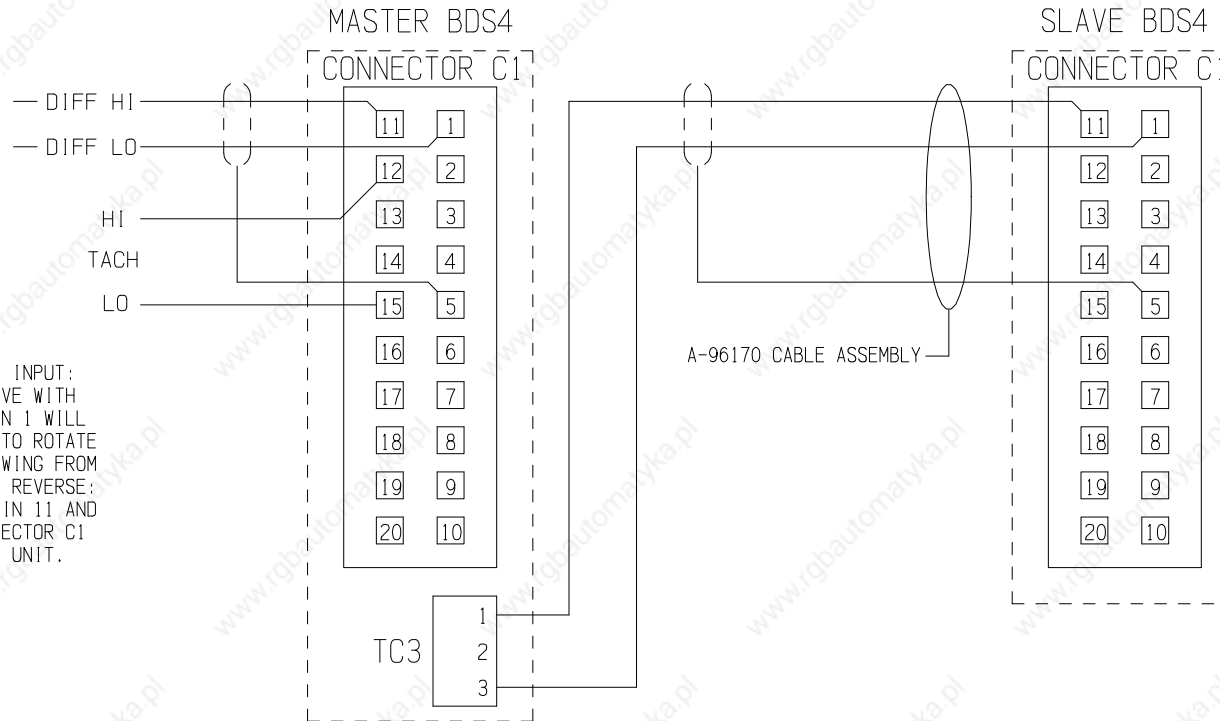 MASTER BDS4
SLAVE BDS4
CONNECTOR C1
CONNECTOR C1
DIFF HI
DIFF LO
HI
TACH
LO
11 1
12 2
13 3
14 4
15 5
16 6
17 7
18 8
19 9
20 10
11 1
12 2
13 3
14 4
15 5
16 6
17 7
18 8
19 9
20 10
A-96170 CABLE ASSEMBLY
INPUT:
VE WITH
N 1 WILL
TO ROTATE
WING FROM
REVERSE:
IN 11 AND
ECTOR C1
UNIT.
TC3
1
2
3
www.rgbautomatyka.pl